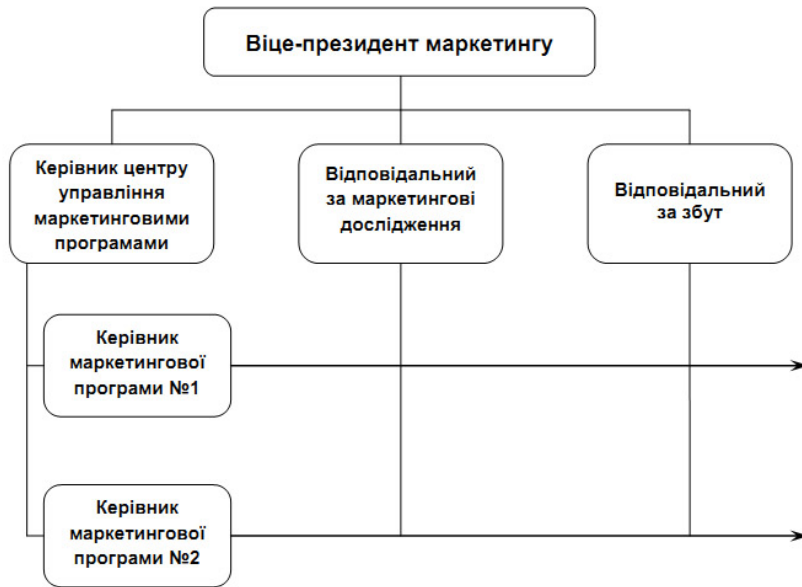 Віце-президент маркетингу
Керівник центру
управління
маркетинговими
програмами
Відповідальний
за маркетингові
дослідження
Відповідальний
за збут
Керівник
маркетингової
програми №1
Керівник
маркетингової
програми №2